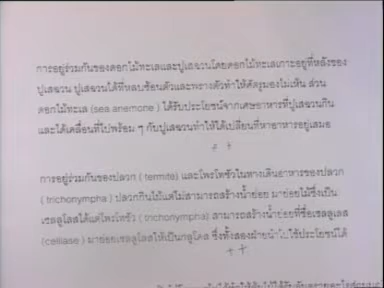 การอยู่ร่วมกันของดอกไม้ทะเลและปูเสฉวนโดยดอกไม้ทะเลเกาะอยู่ที่หลังของ
ปูเสฉวน ปูเสฉวนได้ที่หลบซ่อนตัวและพรางตัวทำให้ศัตรูมองไม่เห็น ส่วน
ดอกไม้ทะเล (sea anemone) ได้รับประโยชน์จากเศษอาหารที่ปูเสฉวนกิน
และได้เคลื่อนที่ไปพร้อม ๆ กับปูเสฉวนทำให้ได้เปลี่ยนที่หาอาหารอยู่เสมอ
++
การอยู่ร่วมกันของปลวก (termite) และโพรโทซัวในทางเดินอาหารของปลวก
(trichonympha) ปลวกกินไม้แต่ไม่สามารถสร้างน้ำย่อย มาย่อยไม้ซึ่งเป็น
เซลลูโลสได้แต่โพรโทซัว (trichonympha) สามารถสร้างน้ำย่อยที่ชื่อเซลลูเลส
(cellase) มาย่อยเซลลูโลสให้เป็นกลูโคส ซึ่งทั้งสองฝ่ายนำไปใช้ประโยชน์ได้
++